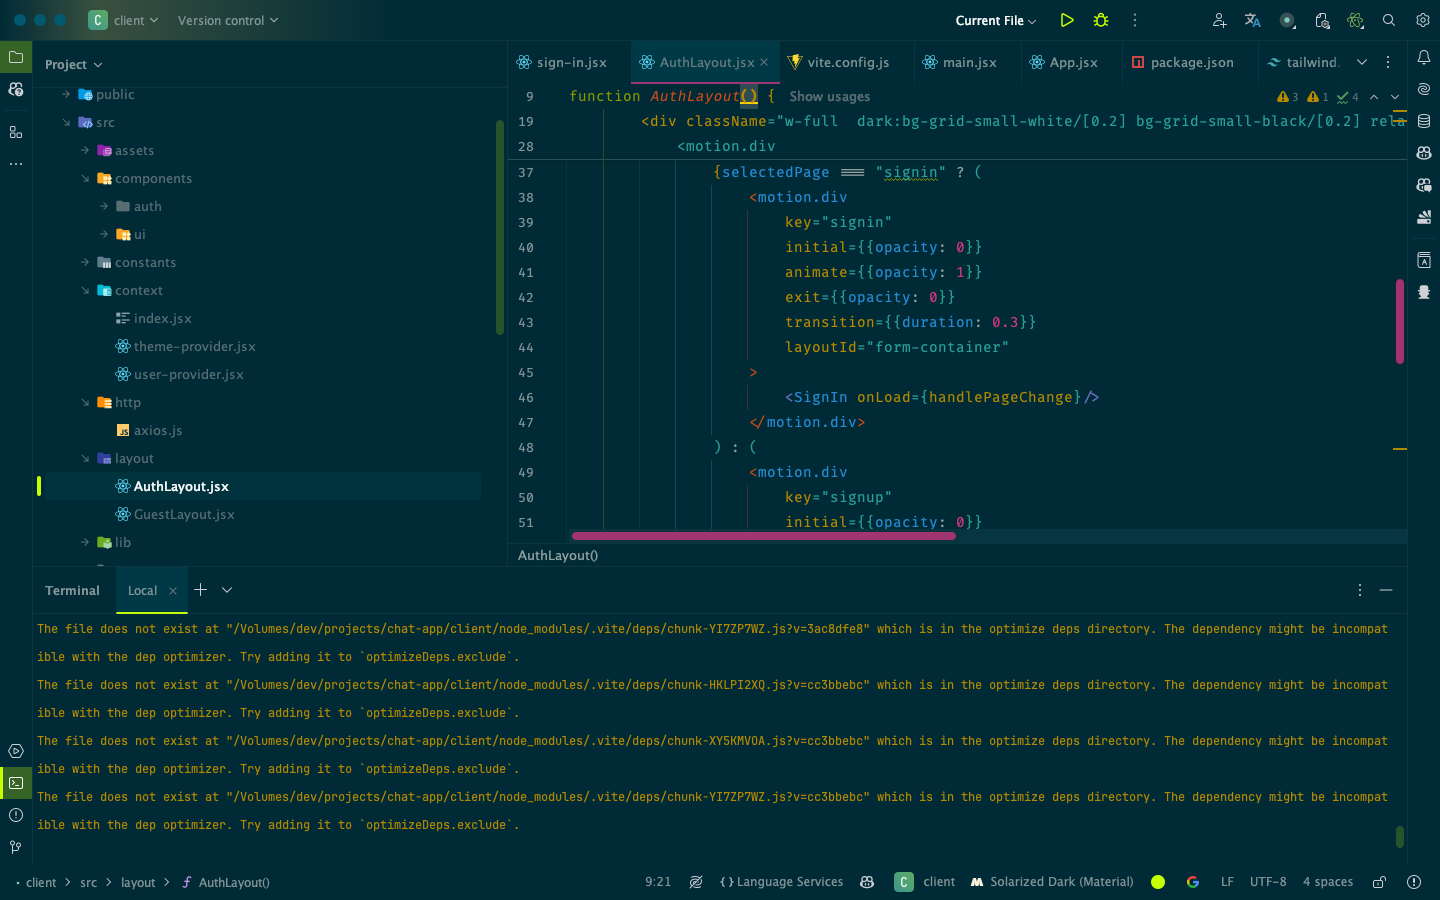 C client Version control Current File
Project
public
src
assets
components
auth
ui
constants
context
index.jsx
theme-provider.jsx
user-provider.jsx
http
JS axios.js
layout
AuthLayout.jsx
GuestLayout.jsx
lib
sign-in.jsx AuthLayout.jsx vite.config.js main.jsx App.jsx package.json tailwind.
9 function AuthLayout() { Show usages 3 1 4
19 <div className="w-full  dark:bg-grid-small-white/[0.2] bg-grid-small-black/[0.2] rela
28 <motion.div
37 {selectedPage === "signin" ? (
38 <motion.div
39 key="signin"
40 initial={{opacity: 0}}
41 animate={{opacity: 1}}
42 exit={{opacity: 0}}
43 transition={{duration: 0.3}}
44 layoutId="form-container"
45 >
46 <SignIn onLoad={handlePageChange}/>
47 </motion.div>
48 ) : (
49 <motion.div
50 key="signup"
51 initial={{opacity: 0}}
AuthLayout()
Terminal Local
The file does not exist at "/Volumes/dev/projects/chat-app/client/node_modules/.vite/deps/chunk-YI7ZP7WZ.js?v=3ac8dfe8" which is in the optimize deps directory. The dependency might be incompat
ible with the dep optimizer. Try adding it to `optimizeDeps.exclude`.
The file does not exist at "/Volumes/dev/projects/chat-app/client/node_modules/.vite/deps/chunk-HKLPI2XQ.js?v=cc3bbebc" which is in the optimize deps directory. The dependency might be incompat
ible with the dep optimizer. Try adding it to `optimizeDeps.exclude`.
The file does not exist at "/Volumes/dev/projects/chat-app/client/node_modules/.vite/deps/chunk-XY5KMVOA.js?v=cc3bbebc" which is in the optimize deps directory. The dependency might be incompat
ible with the dep optimizer. Try adding it to `optimizeDeps.exclude`.
The file does not exist at "/Volumes/dev/projects/chat-app/client/node_modules/.vite/deps/chunk-YI7ZP7WZ.js?v=cc3bbebc" which is in the optimize deps directory. The dependency might be incompat
ible with the dep optimizer. Try adding it to `optimizeDeps.exclude`.
client > src > layout > f AuthLayout() 9:21 {} Language Services C client Solarized Dark (Material) G LF UTF-8 4 spaces